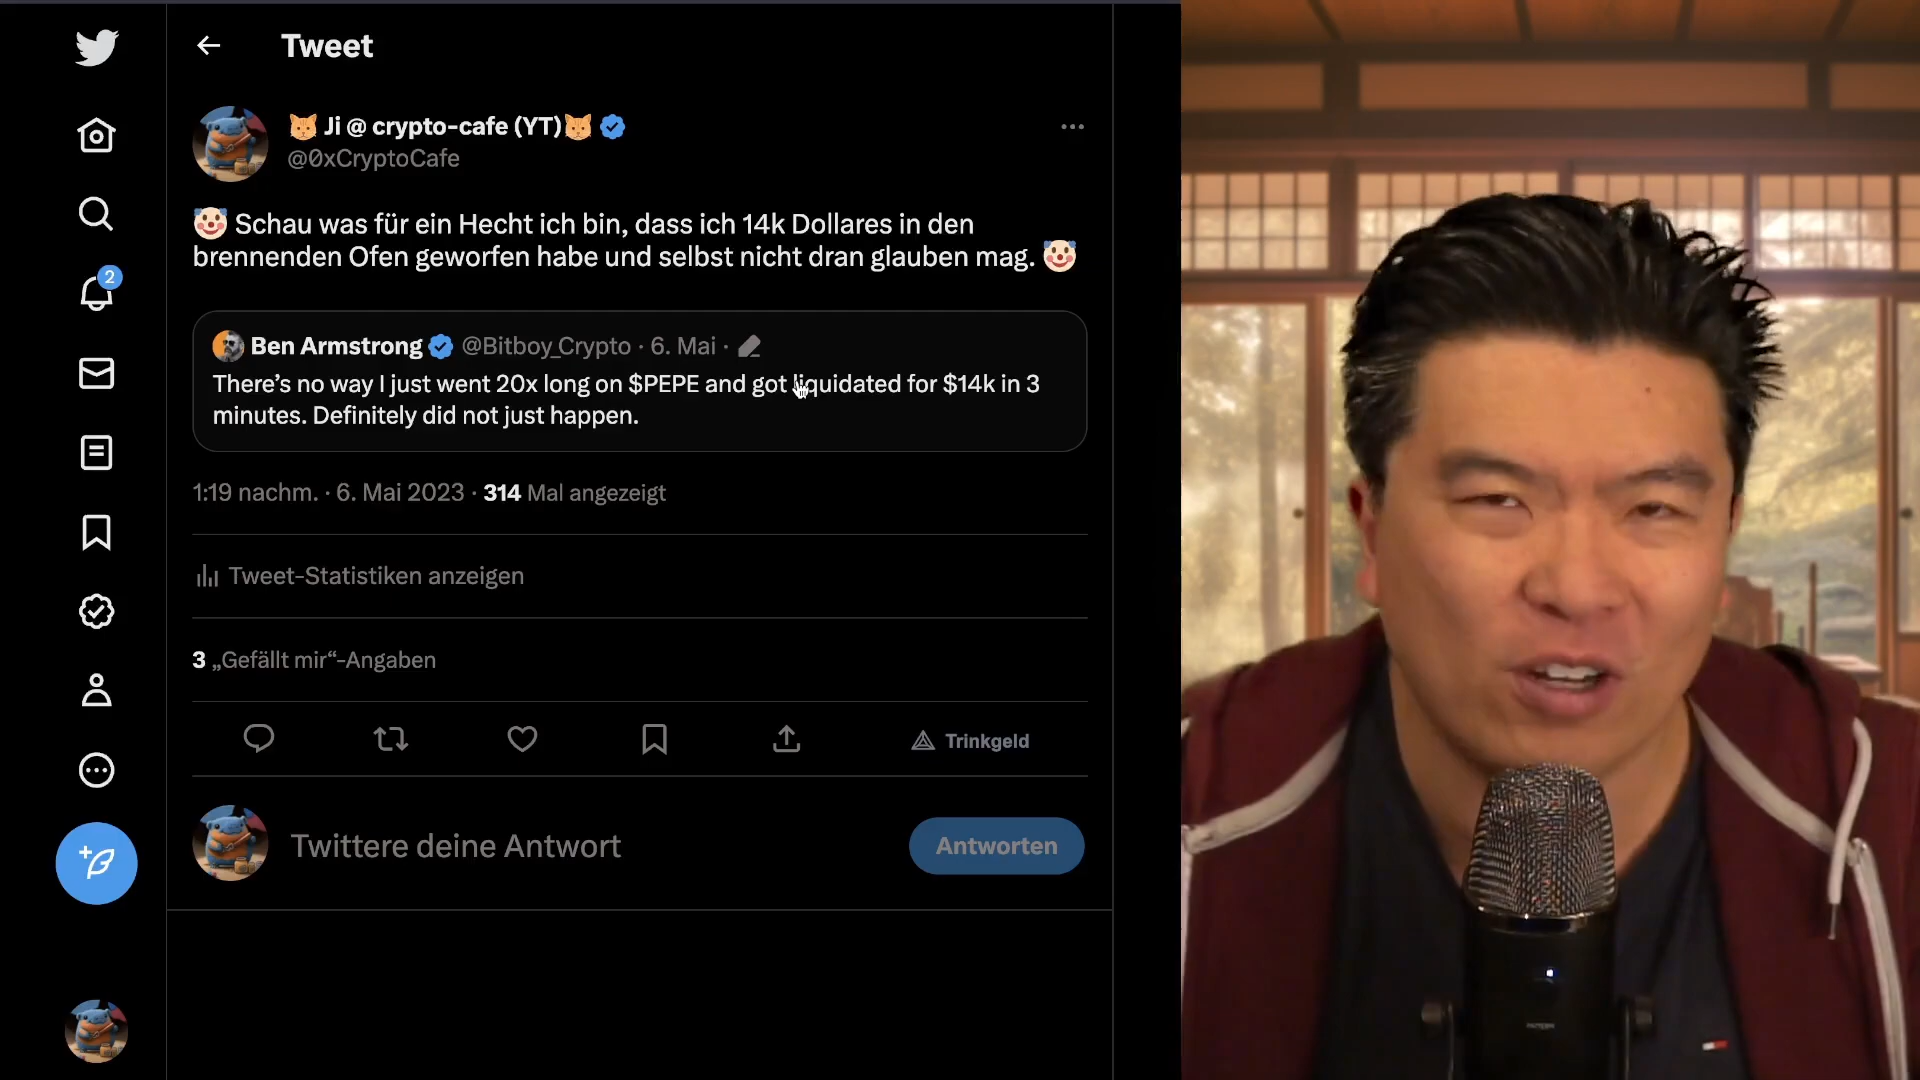 Tweet
Ji @ crypto-cafe (YT)
@0xCryptoCafe
Schau was für ein Hecht ich bin, dass ich 14k Dollares in den
brennenden Ofen geworfen habe und selbst nicht dran glauben mag.
Ben Armstrong @Bitboy_Crypto · 6. Mai ·
There’s no way I just went 20x long on $PEPE and got liquidated for $14k in 3
minutes. Definitely did not just happen.
1:19 nachm. · 6. Mai 2023 · 314 Mal angezeigt
Tweet-Statistiken anzeigen
3 „Gefällt mir“-Angaben
Trinkgeld
Twittere deine Antwort
Antworten
2